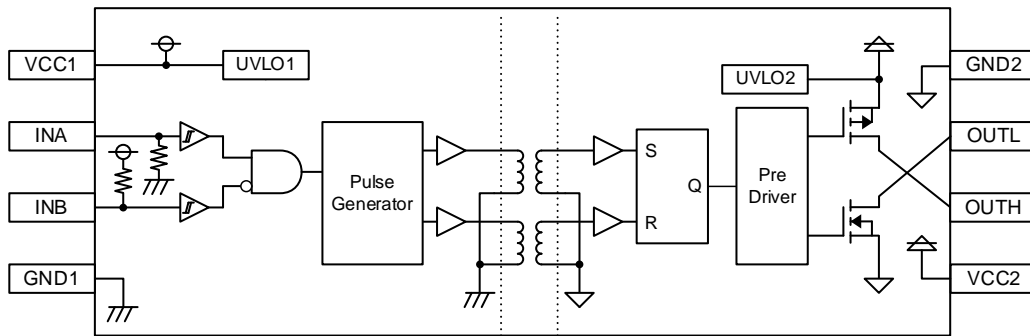 VCC1
UVLO1
UVLO2
GND2
INA
OUTL
Pulse
Generator
S
Q
R
Pre
Driver
INB
OUTH
GND1
VCC2